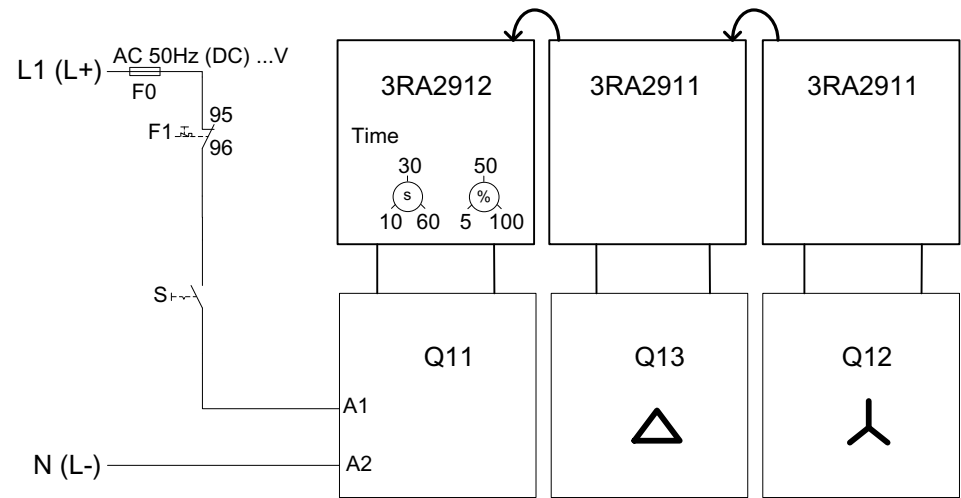 AC 50Hz (DC) ...V
L1 (L+)
F0
95
F1
96
S
3RA2912
3RA2911
3RA2911
Time
30
50
s
%
10 60
5 100
Q11
Q13
Q12
A1
A2
N (L-)